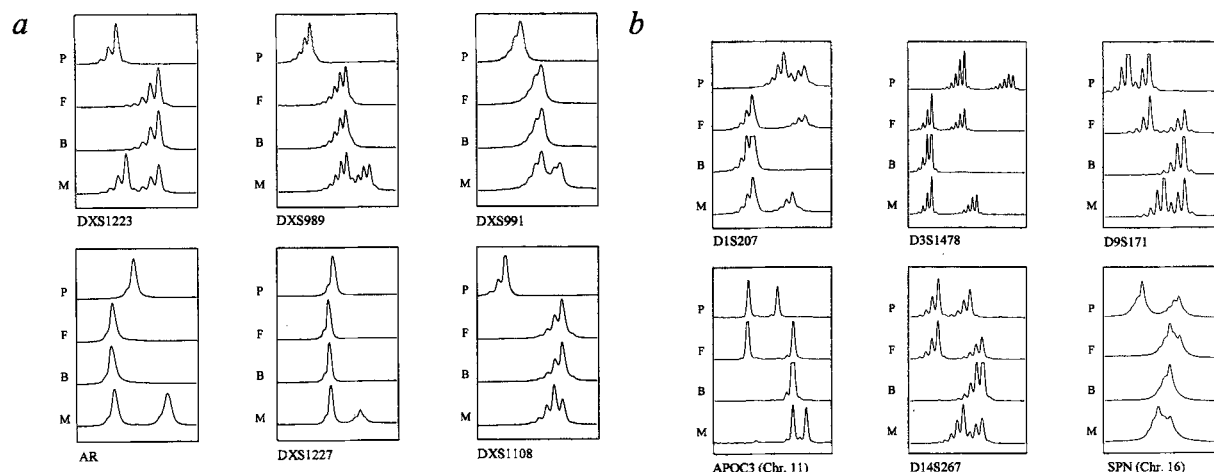 a
P
F
B
M
DXS1223
DXS989
DXS991
P
F
B
M
AR
DXS1227
DXS1108
b
P
F
B
M
D1S207
D3S1478
D9S171
P
F
B
M
APOC3 (Chr. 11)
D14S267
SPN (Chr. 16)